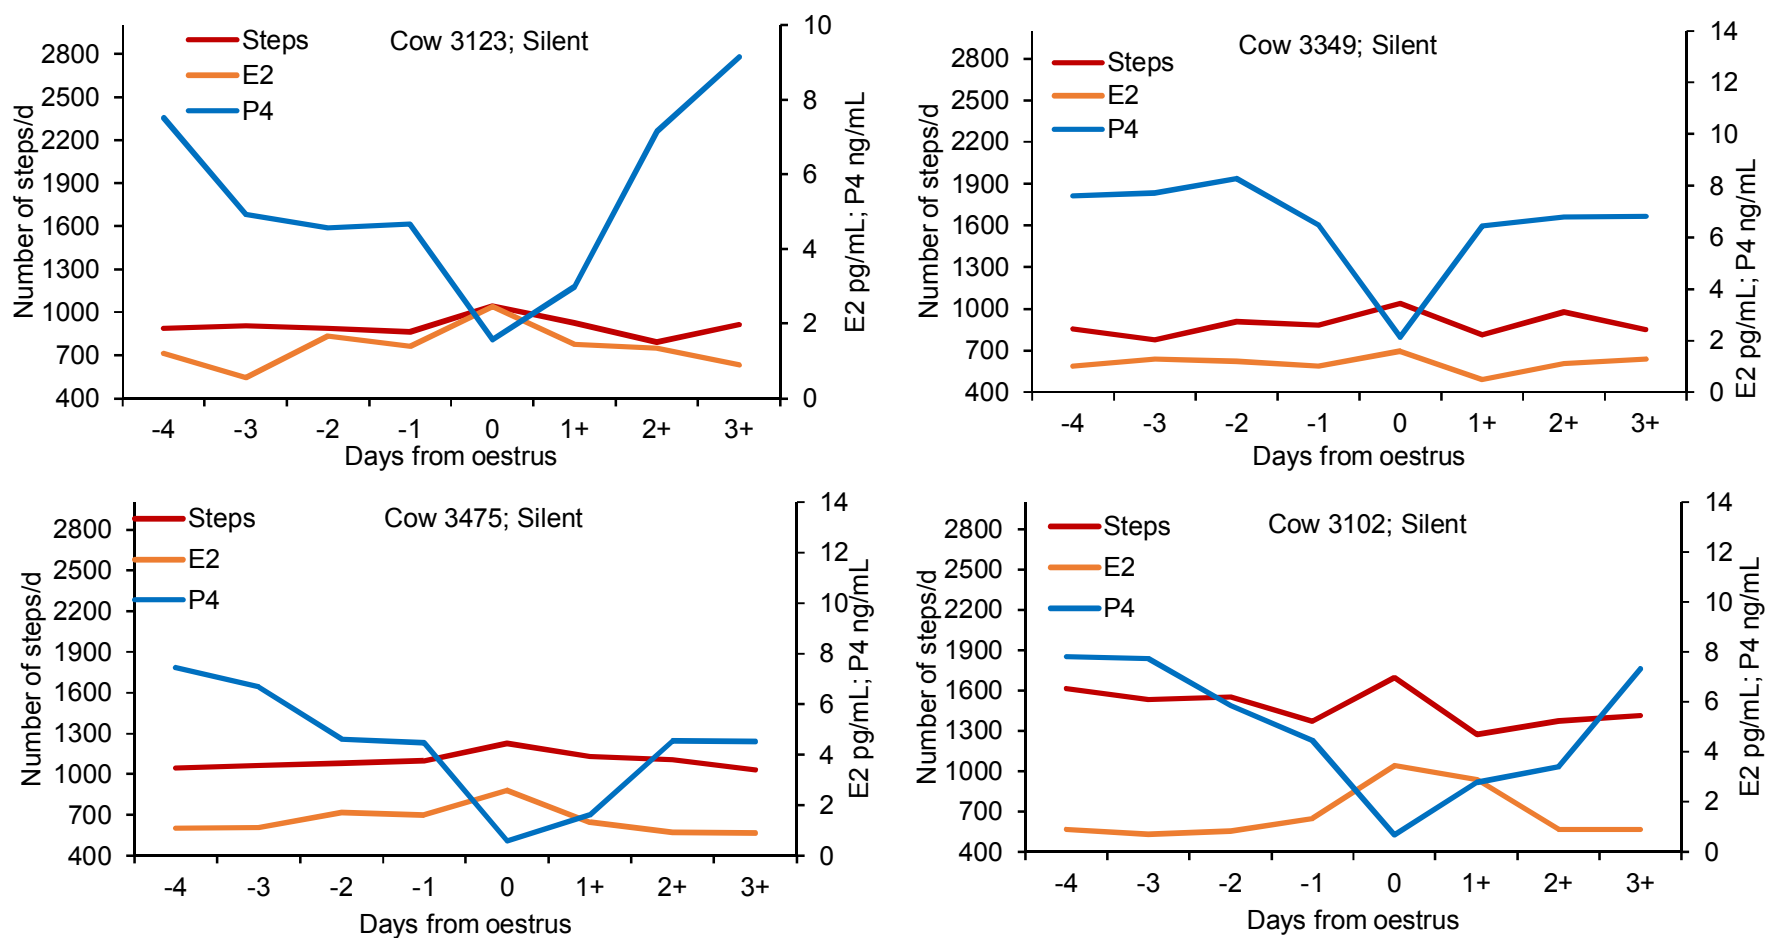 Cow 3123; Silent
Steps
E2
P4
Number of steps/d
2800
2500
2200
1900
1600
1300
1000
700
400
10
8
6
4
2
0
E2 pg/mL; P4 ng/mL
-4 -3 -2 -1 0 1+ 2+ 3+
Days from oestrus
Cow 3349; Silent
Steps
E2
P4
Number of steps/d
2800
2500
2200
1900
1600
1300
1000
700
400
14
12
10
8
6
4
2
0
E2 pg/mL; P4 ng/mL
-4 -3 -2 -1 0 1+ 2+ 3+
Days from oestrus
Cow 3475; Silent
Steps
E2
P4
Number of steps/d
2800
2500
2200
1900
1600
1300
1000
700
400
14
12
10
8
6
4
2
0
E2 pg/mL; P4 ng/mL
-4 -3 -2 -1 0 1+ 2+ 3+
Days from oestrus
Cow 3102; Silent
Steps
E2
P4
Number of steps/d
2800
2500
2200
1900
1600
1300
1000
700
400
14
12
10
8
6
4
2
0
E2 pg/mL; P4 ng/mL
-4 -3 -2 -1 0 1+ 2+ 3+
Days from oestrus